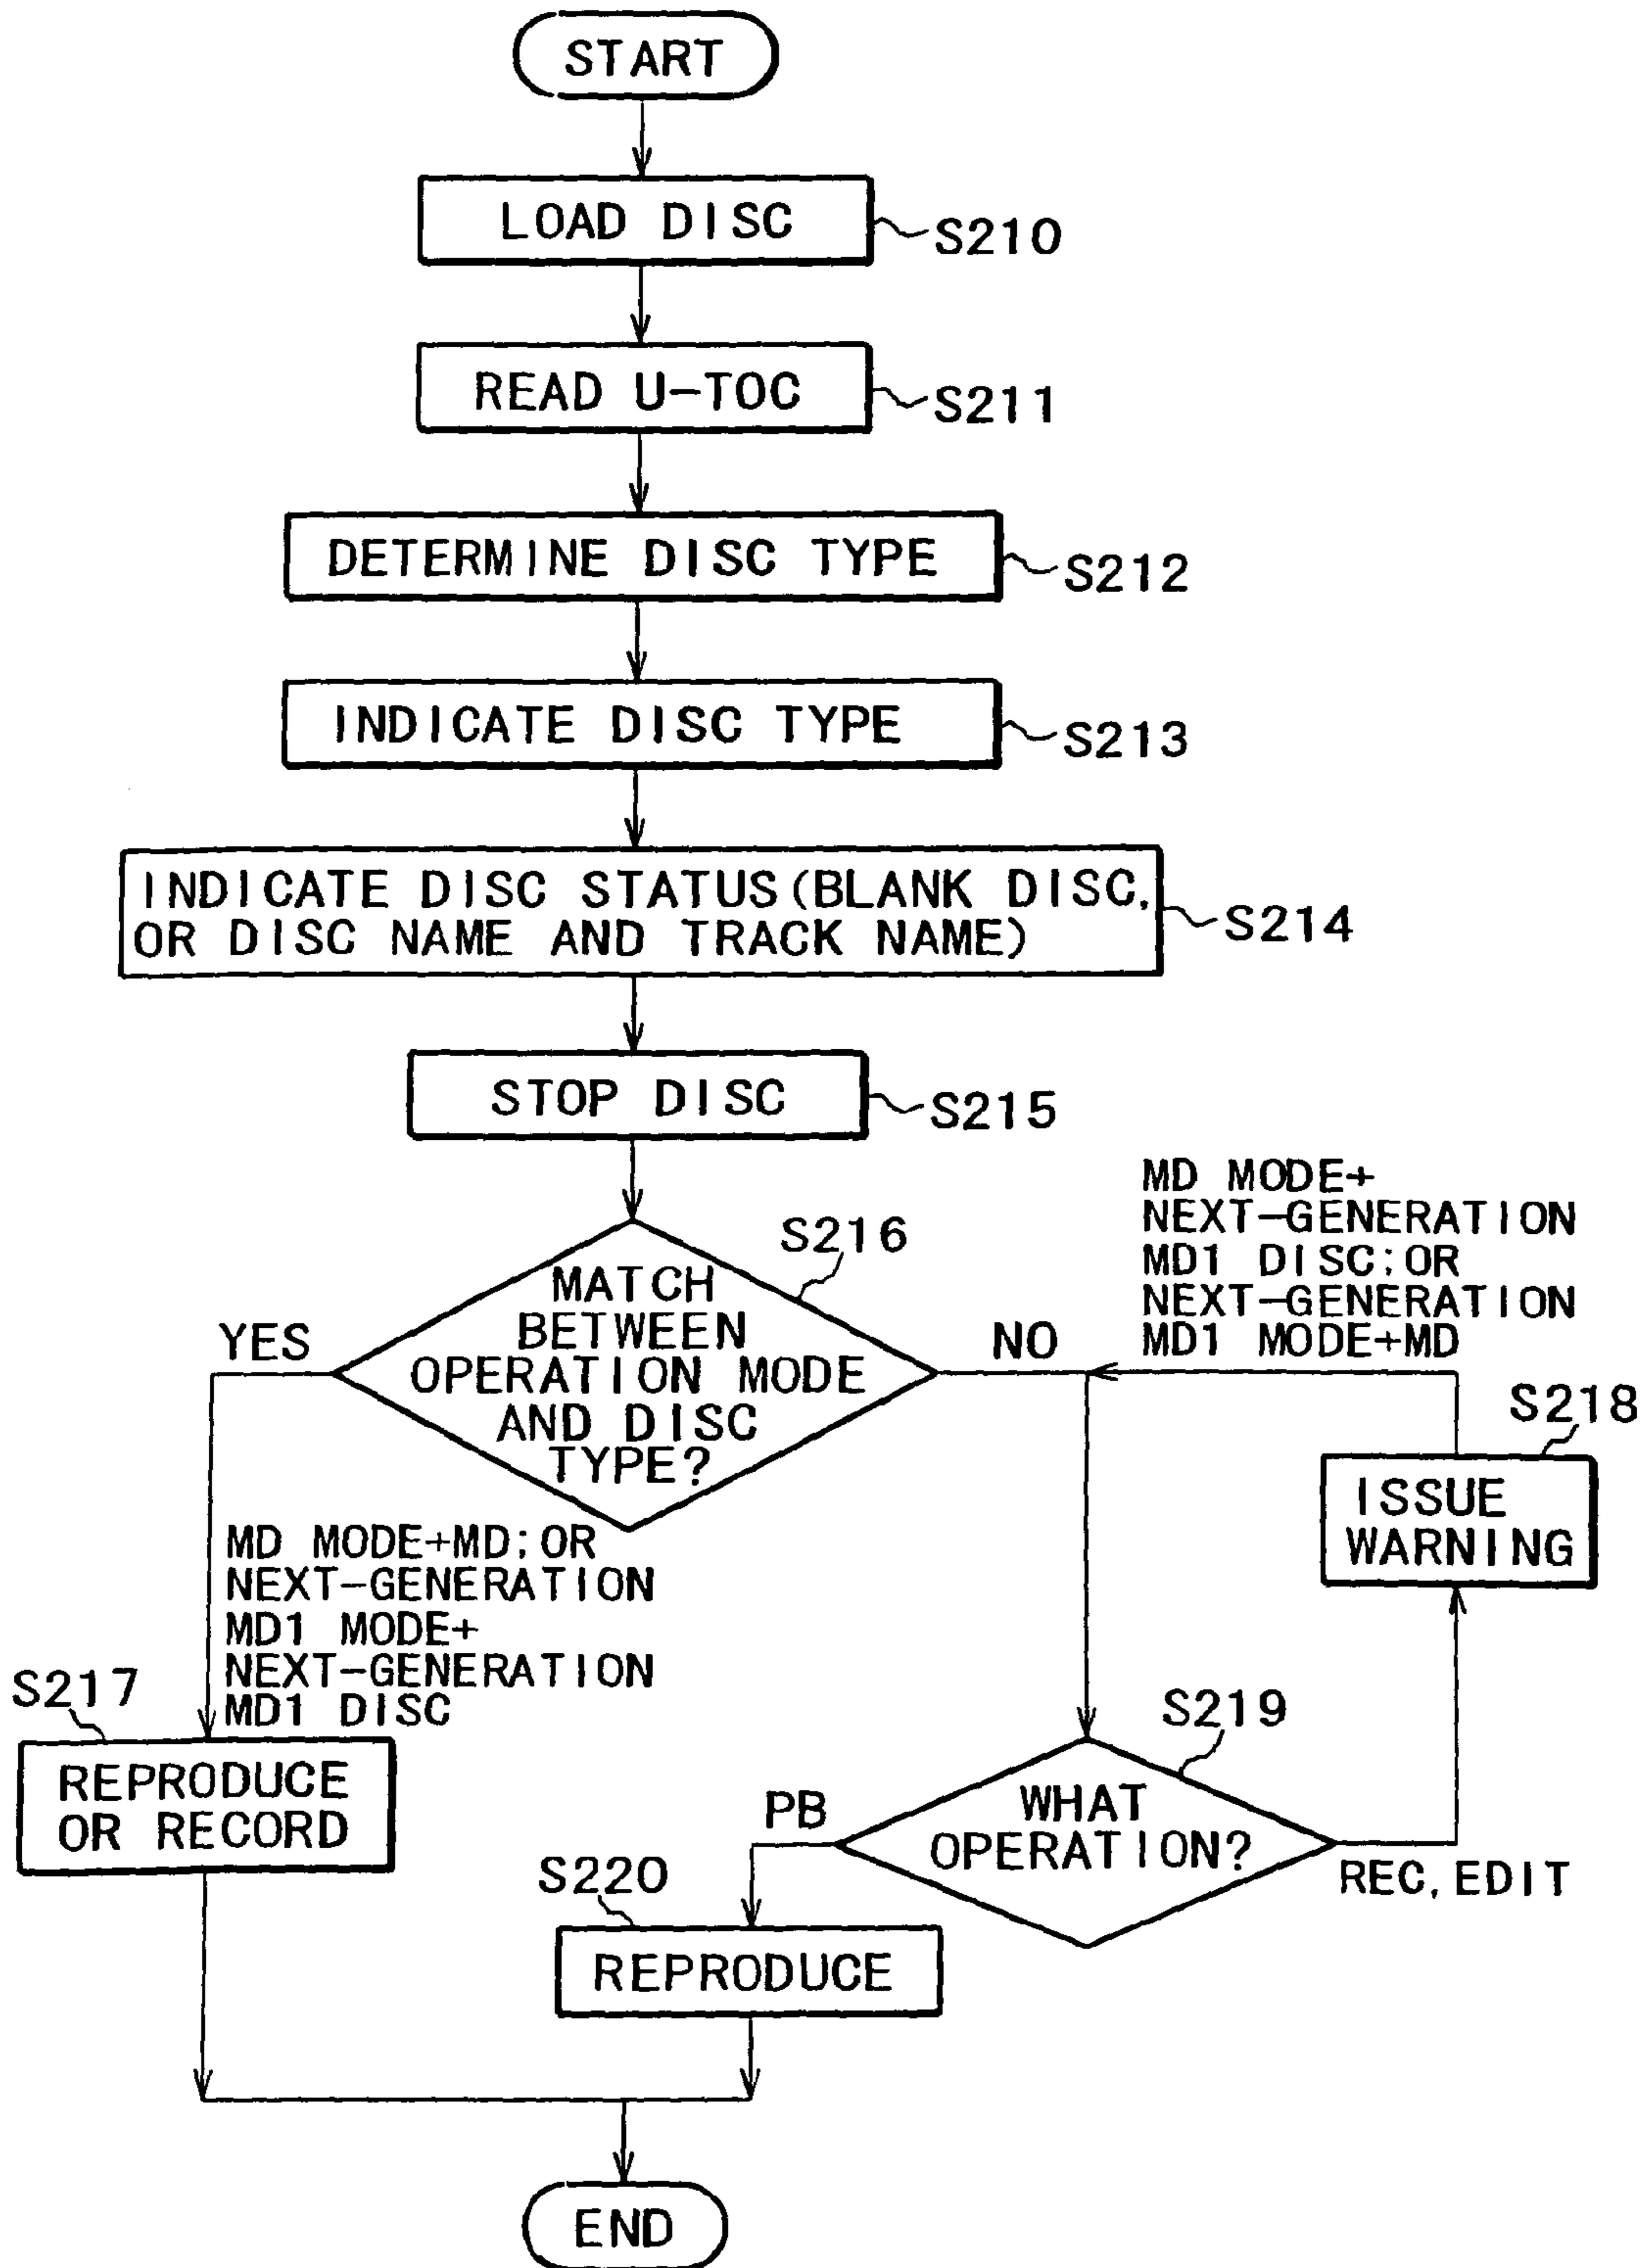 START
LOAD DISC
S210
READ U-TOC
S211
DETERMINE DISC TYPE
S212
INDICATE DISC TYPE
S213
INDICATE DISC STATUS(BLANK DISC,
OR DISC NAME AND TRACK NAME)
S214
STOP DISC
S215
S216
MATCH
BETWEEN
OPERATION MODE
AND DISC
TYPE?
YES
NO
MD MODE+
NEXT-GENERATION
MD1 DISC;OR
NEXT-GENERATION
MD1 MODE+MD
S218
ISSUE
WARNING
MD MODE+MD;OR
NEXT-GENERATION
MD1 MODE+
NEXT-GENERATION
MD1 DISC
S217
REPRODUCE
OR RECORD
S219
WHAT
OPERATION?
PB
REC, EDIT
S220
REPRODUCE
END